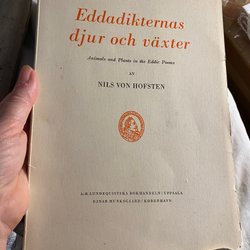 Eddadikternas
djur och växter
Animals and Plants in the Eddic Poems
AV
NILS VON HOFSTEN
A.-B. LUNDEQUISTSKA BOKHANDELN / UPPSALA
EJNAR MUNKSGAARD / KØBENHAVN